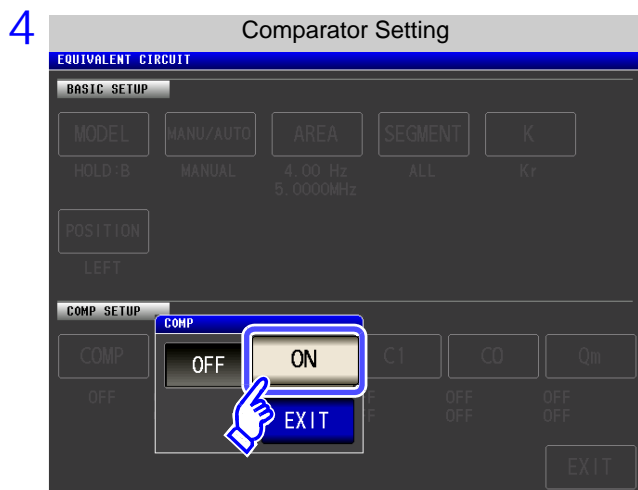 4
Comparator Setting
EQUIVALENT CIRCUIT
BASIC SETUP
MODEL MANU/AUTO AREA SEGMENT K
HOLD:B MANUAL 4.00 Hz ALL Kr
5.0000MHz
POSITION
LEFT
COMP SETUP
COMP
COMP OFF ON C1 C0 Qm
OFF OFF OFF
EXIT OFF OFF
EXIT